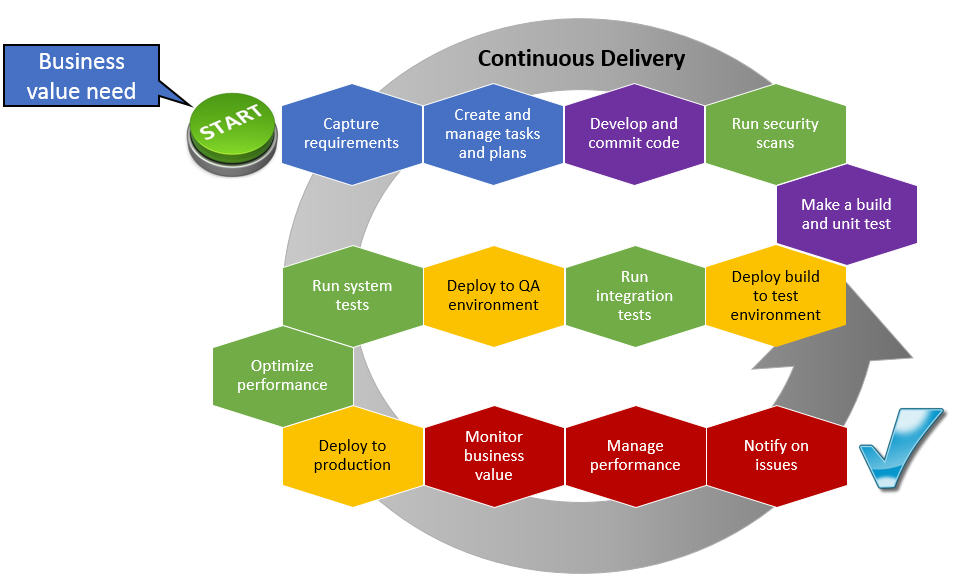 Continuous Delivery
Business
value need
START
Capture
requirements
Create and
manage tasks
and plans
Develop and
commit code
Run security
scans
Make a build
and unit test
Run system
tests
Deploy to QA
environment
Run
integration
tests
Deploy build
to test
environment
Optimize
performance
Deploy to
production
Monitor
business
value
Manage
performance
Notify on
issues